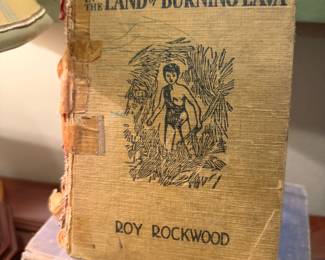 THE LAND OF BURNING LAVA
ROY ROCKWOOD